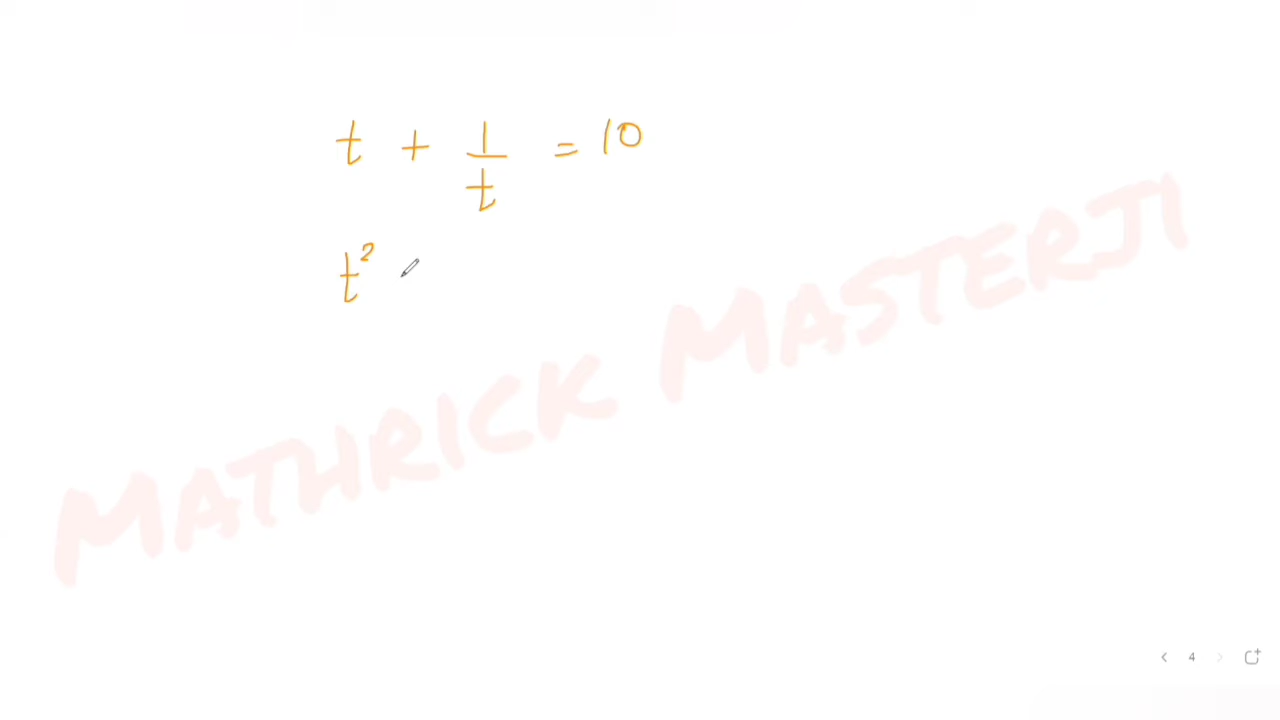 t + 1/t = 10
t²
MATHRICK MASTERJI
< 4 >